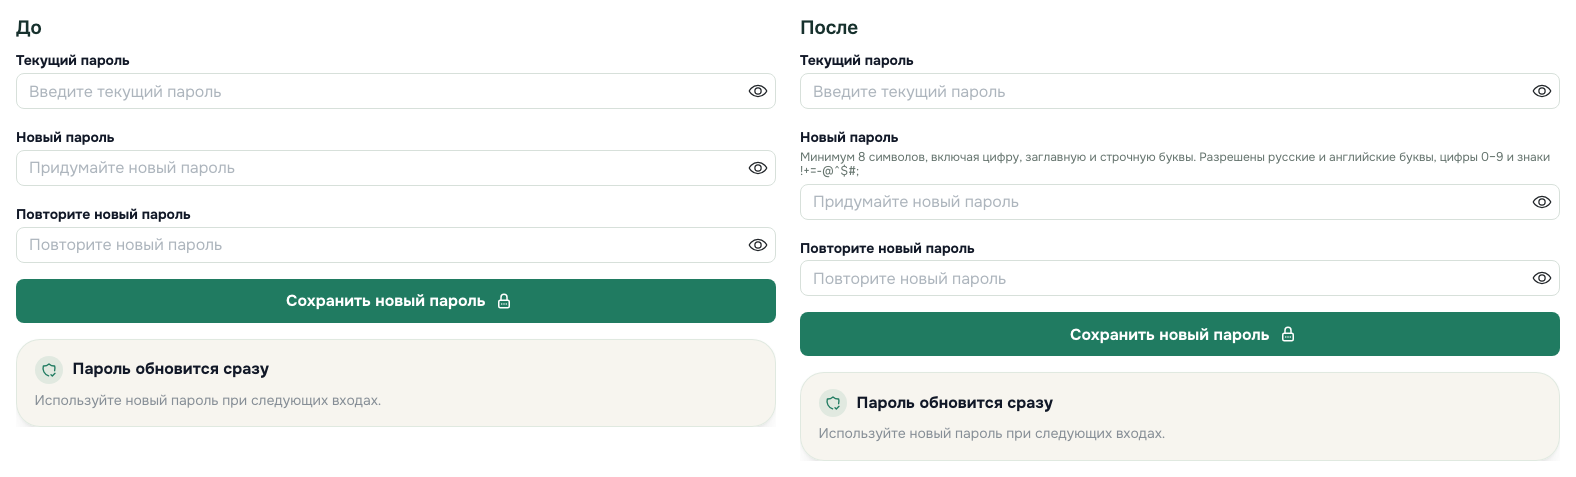 До
Текущий пароль
Введите текущий пароль
Новый пароль
Придумайте новый пароль
Повторите новый пароль
Повторите новый пароль
Сохранить новый пароль
Пароль обновится сразу
Используйте новый пароль при следующих входах.
После
Текущий пароль
Введите текущий пароль
Новый пароль
Минимум 8 символов, включая цифру, заглавную и строчную буквы. Разрешены русские и английские буквы, цифры 0–9 и знаки
!+=-@^$#;
Придумайте новый пароль
Повторите новый пароль
Повторите новый пароль
Сохранить новый пароль
Пароль обновится сразу
Используйте новый пароль при следующих входах.